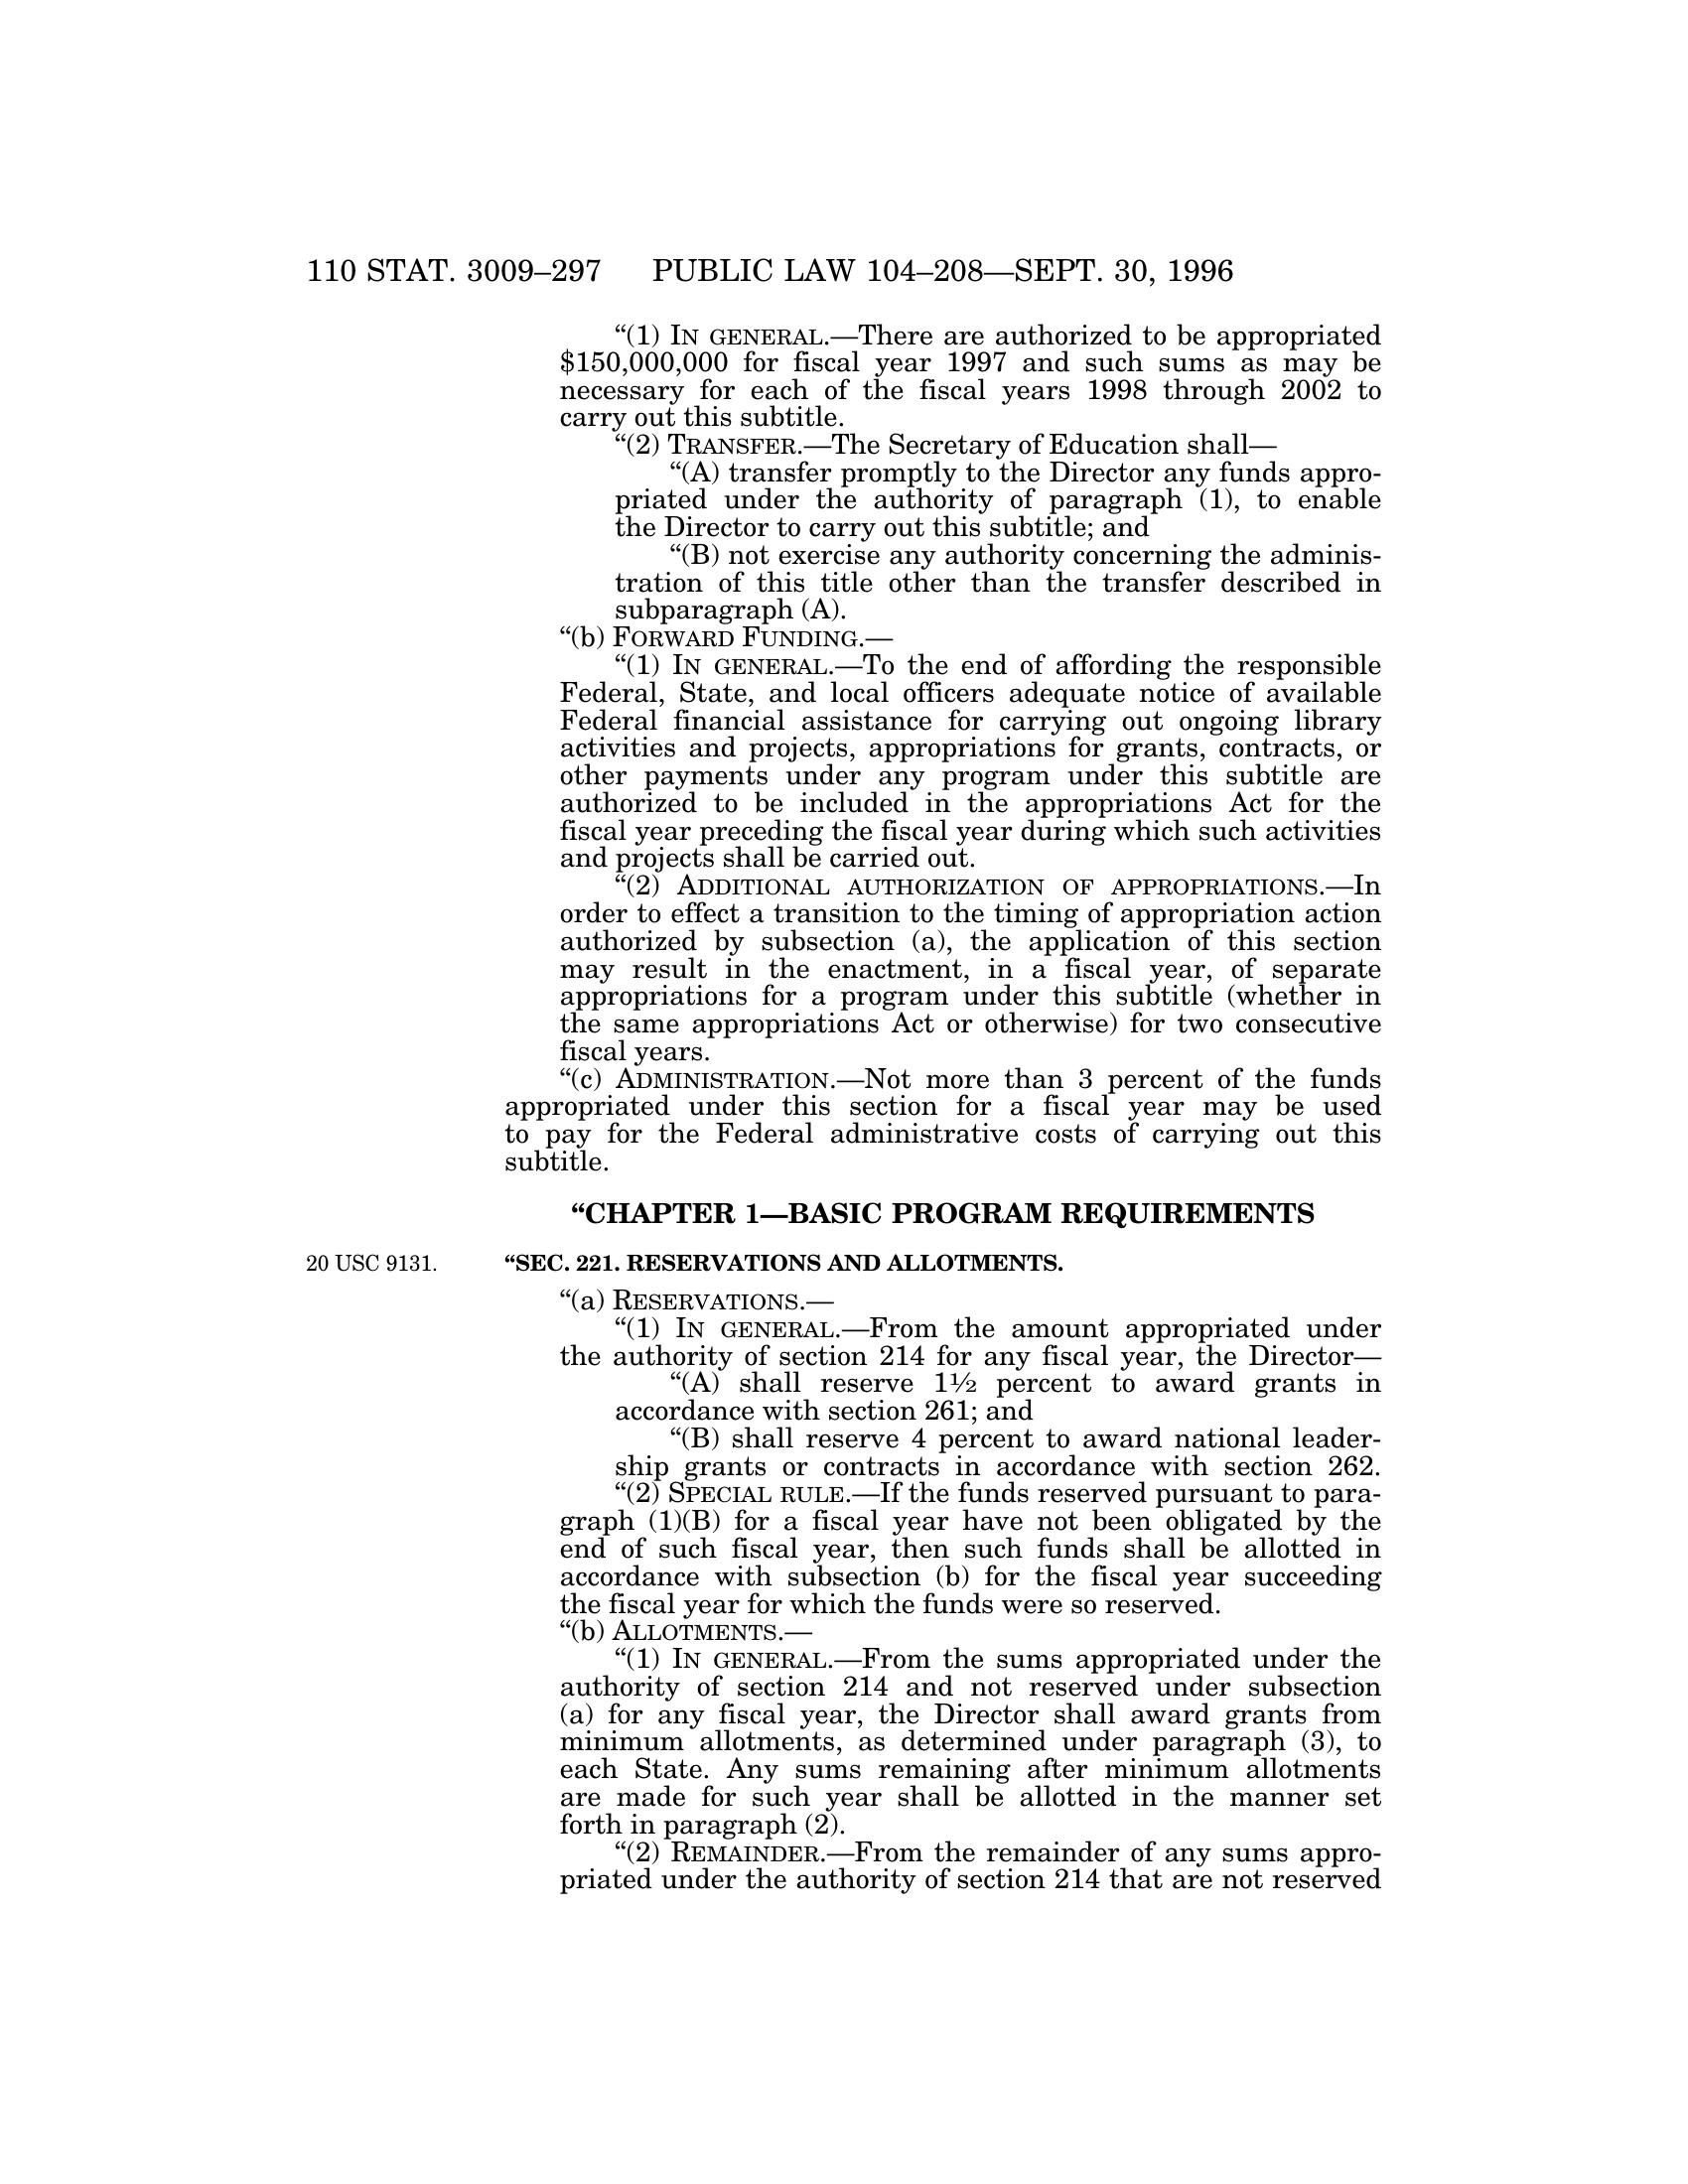 110 STAT. 3009–297 PUBLIC LAW 104–208—SEPT. 30, 1996
“(1) IN GENERAL.—There are authorized to be appropriated
$150,000,000 for fiscal year 1997 and such sums as may be
necessary for each of the fiscal years 1998 through 2002 to
carry out this subtitle.
“(2) TRANSFER.—The Secretary of Education shall—
“(A) transfer promptly to the Director any funds appro-
priated under the authority of paragraph (1), to enable
the Director to carry out this subtitle; and
“(B) not exercise any authority concerning the adminis-
tration of this title other than the transfer described in
subparagraph (A).
“(b) FORWARD FUNDING.—
“(1) IN GENERAL.—To the end of affording the responsible
Federal, State, and local officers adequate notice of available
Federal financial assistance for carrying out ongoing library
activities and projects, appropriations for grants, contracts, or
other payments under any program under this subtitle are
authorized to be included in the appropriations Act for the
fiscal year preceding the fiscal year during which such activities
and projects shall be carried out.
“(2) ADDITIONAL AUTHORIZATION OF APPROPRIATIONS.—In
order to effect a transition to the timing of appropriation action
authorized by subsection (a), the application of this section
may result in the enactment, in a fiscal year, of separate
appropriations for a program under this subtitle (whether in
the same appropriations Act or otherwise) for two consecutive
fiscal years.
“(c) ADMINISTRATION.—Not more than 3 percent of the funds
appropriated under this section for a fiscal year may be used
to pay for the Federal administrative costs of carrying out this
subtitle.
“CHAPTER 1—BASIC PROGRAM REQUIREMENTS
20 USC 9131. “SEC. 221. RESERVATIONS AND ALLOTMENTS.
“(a) RESERVATIONS.—
“(1) IN GENERAL.—From the amount appropriated under
the authority of section 214 for any fiscal year, the Director—
“(A) shall reserve 1½ percent to award grants in
accordance with section 261; and
“(B) shall reserve 4 percent to award national leader-
ship grants or contracts in accordance with section 262.
“(2) SPECIAL RULE.—If the funds reserved pursuant to para-
graph (1)(B) for a fiscal year have not been obligated by the
end of such fiscal year, then such funds shall be allotted in
accordance with subsection (b) for the fiscal year succeeding
the fiscal year for which the funds were so reserved.
“(b) ALLOTMENTS.—
“(1) IN GENERAL.—From the sums appropriated under the
authority of section 214 and not reserved under subsection
(a) for any fiscal year, the Director shall award grants from
minimum allotments, as determined under paragraph (3), to
each State. Any sums remaining after minimum allotments
are made for such year shall be allotted in the manner set
forth in paragraph (2).
“(2) REMAINDER.—From the remainder of any sums appro-
priated under the authority of section 214 that are not reserved